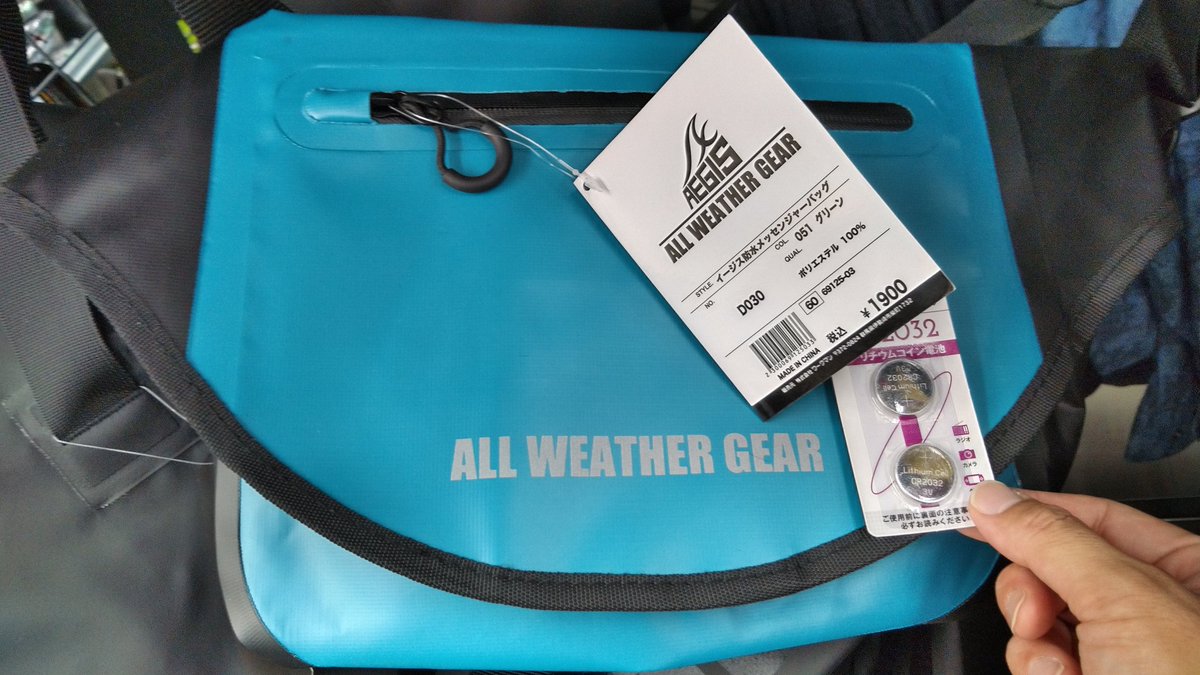 AEGIS
ALL WEATHER GEAR
STYLE. イージス防水メッセンジャーバッグ
COL. 051 グリーン
NO. D030
QUAL. ポリエステル 100%
60 69125-03
税込 ¥1900
MADE IN CHINA
ALL WEATHER GEAR
2032
リチウムコイン電池
3V
CR2032
Lithium Cell
Lithium Cell
CR2032
3V
ラジオ
カメラ
ご使用前に裏面の注意事
必ずお読みください